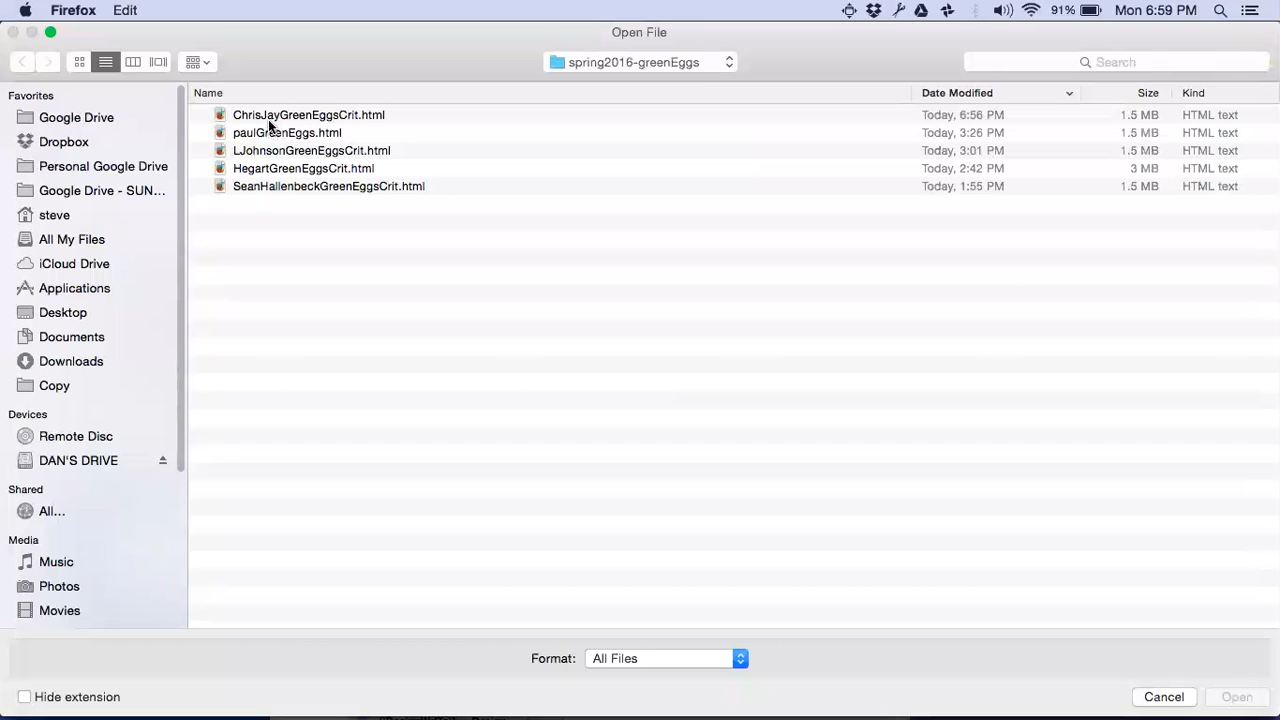 Firefox Edit 91% Mon 6:59 PM
Open File
spring2016-greenEggs Search
Favorites
Google Drive
Dropbox
Personal Google Drive
Google Drive - SUN...
steve
All My Files
iCloud Drive
Applications
Desktop
Documents
Downloads
Copy
Devices
Remote Disc
DAN'S DRIVE
Shared
All...
Media
Music
Photos
Movies
Name Date Modified Size Kind
ChrisJayGreenEggsCrit.html Today, 6:56 PM 1.5 MB HTML text
paulGreenEggs.html Today, 3:26 PM 1.5 MB HTML text
LJohnsonGreenEggsCrit.html Today, 3:01 PM 1.5 MB HTML text
HegartGreenEggsCrit.html Today, 2:42 PM 3 MB HTML text
SeanHallenbeckGreenEggsCrit.html Today, 1:55 PM 1.5 MB HTML text
Format: All Files
Hide extension Cancel Open